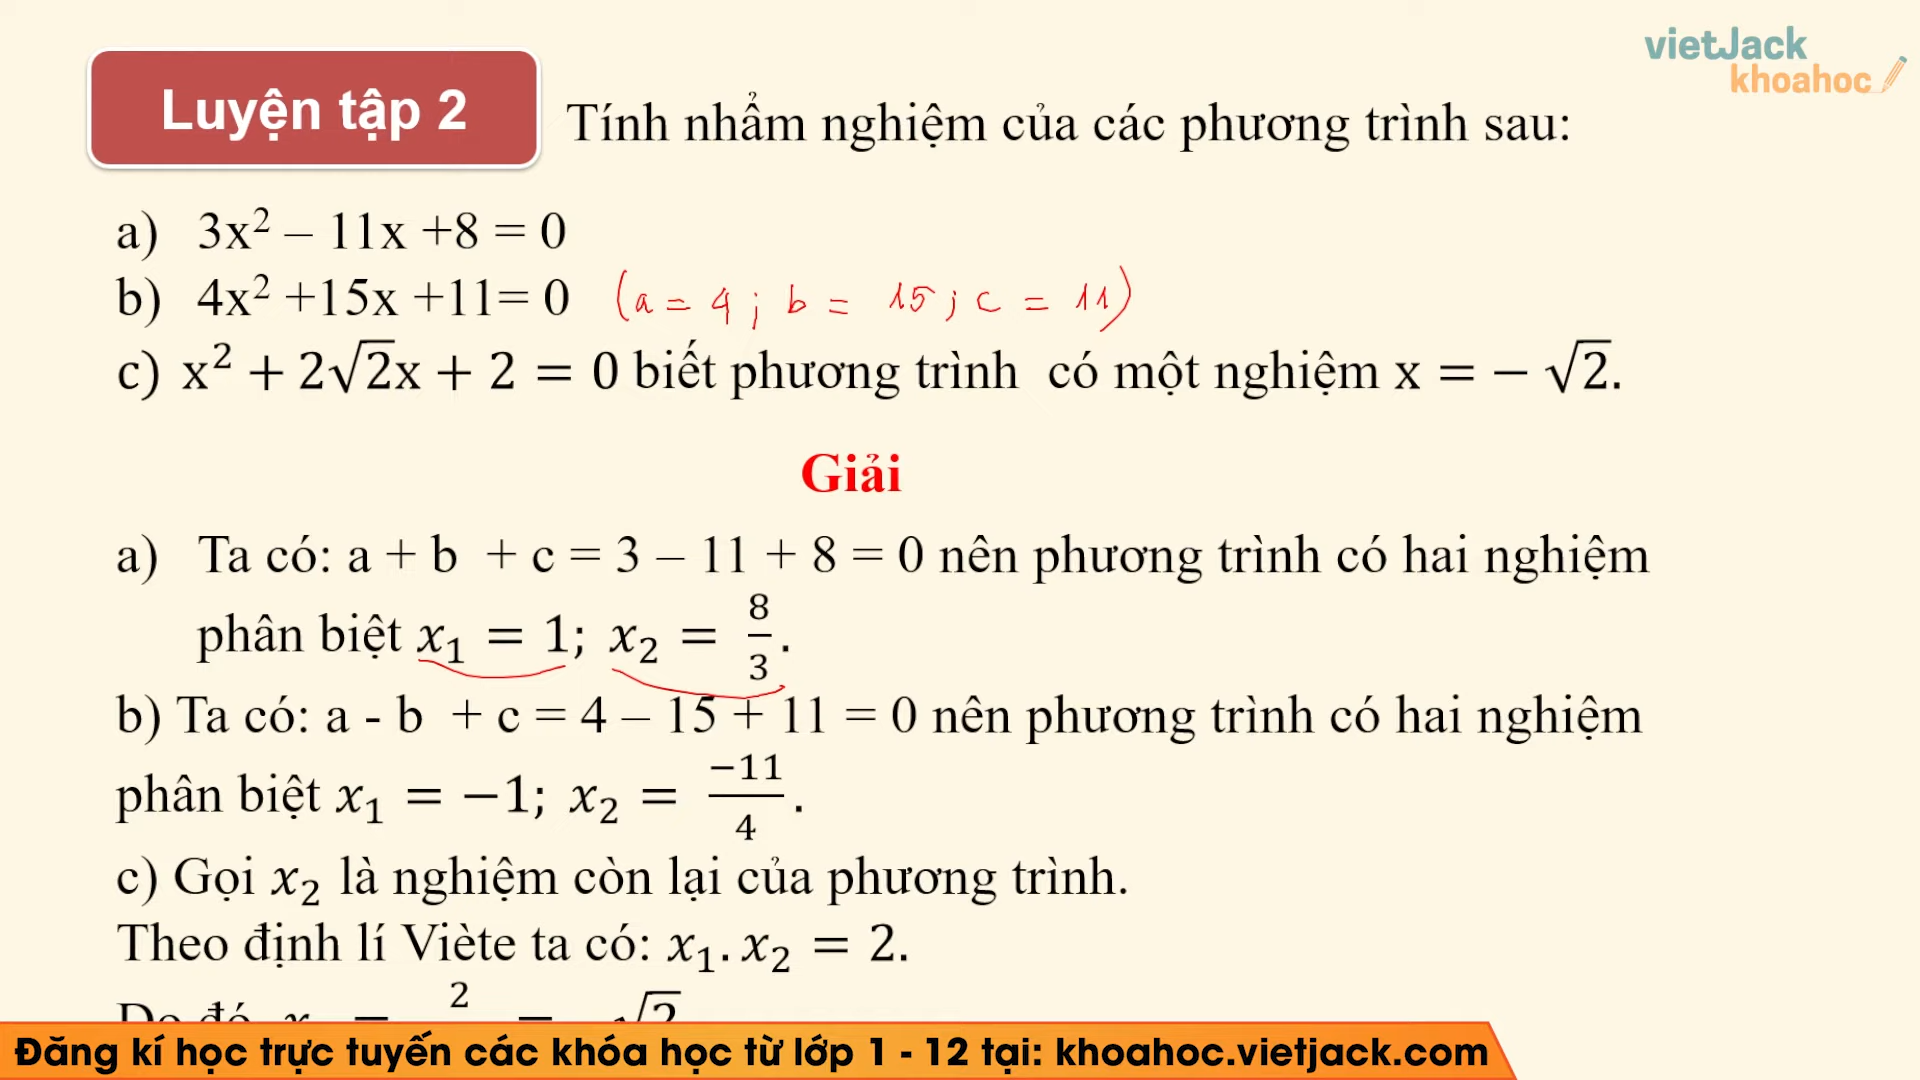 vietJack
khoahoc
Luyện tập 2
Tính nhẩm nghiệm của các phương trình sau:
a) 3x² – 11x +8 = 0
b) 4x² +15x +11= 0 (a = 4 ; b = 15 ; c = 11)
c) x² + 2√2x + 2 = 0 biết phương trình có một nghiệm x = − √2.
Giải
a) Ta có: a + b + c = 3 – 11 + 8 = 0 nên phương trình có hai nghiệm
phân biệt x₁ = 1; x₂ = 8/3.
b) Ta có: a - b + c = 4 – 15 + 11 = 0 nên phương trình có hai nghiệm
phân biệt x₁ = −1; x₂ = −11/4.
c) Gọi x₂ là nghiệm còn lại của phương trình.
Theo định lí Viète ta có: x₁. x₂ = 2.
Do đó
Đăng kí học trực tuyến các khóa học từ lớp 1 - 12 tại: khoahoc.vietjack.com